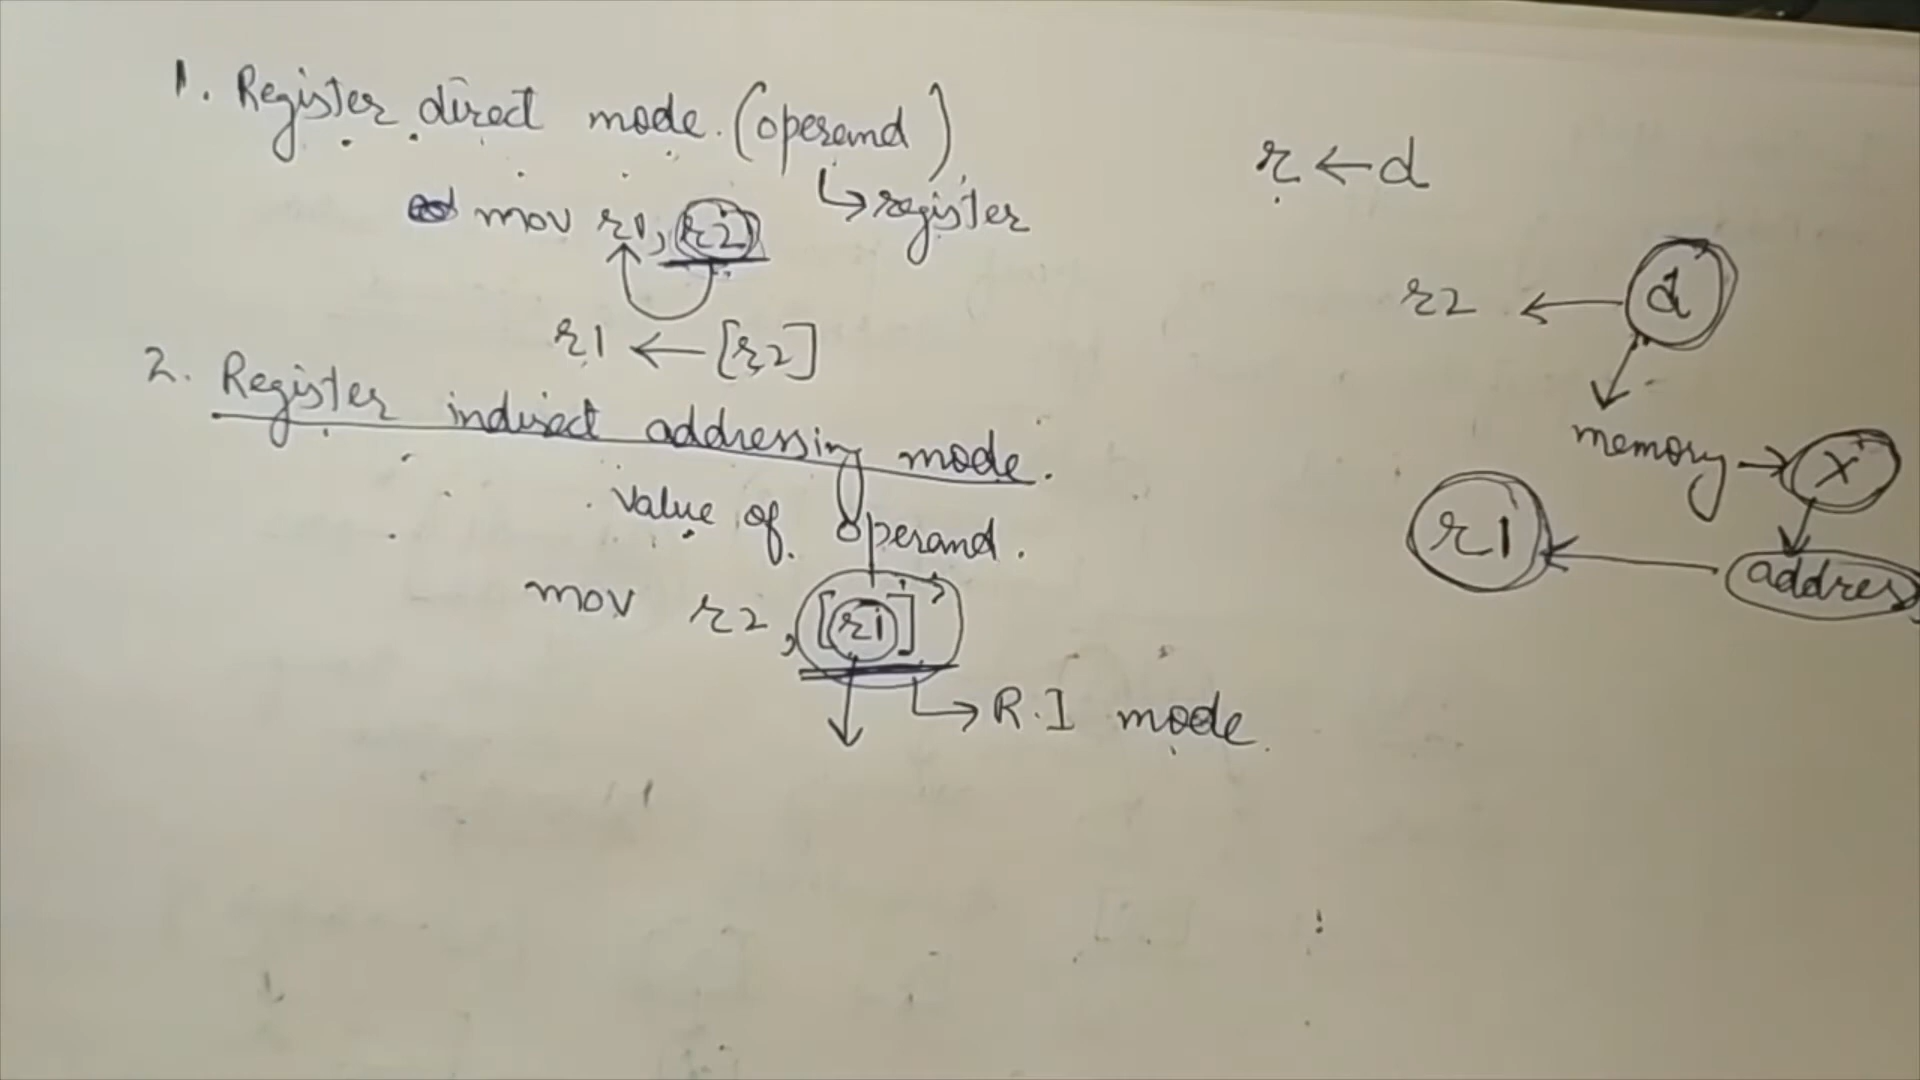 1. Register direct mode. (operand)
↳ register
mov r1, r2
r1 ← [r2]
2. Register indirect addressing mode.
value of operand.
mov r2, [r1]
↳ R.I mode.
r ← d
r2 ← d
memory → x
r1 ← address